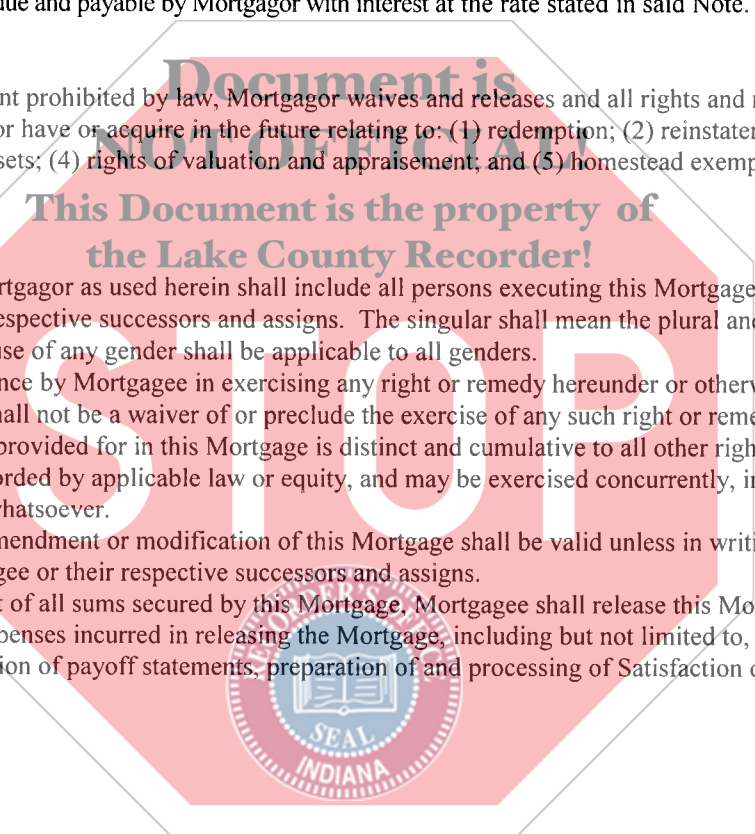 due and payable by Mortgagor with interest at the rate stated in said Note.
Document is
nt prohibited by law, Mortgagor waives and releases and all rights and
or have or acquire in the future relating to: (1) redemption; (2) reinstate
NOT OFFICIAL!
sets; (4) rights of valuation and appraisement; and (5) homestead exemp
This Document is the property of
the Lake County Recorder!
rtgagor as used herein shall include all persons executing this Mortgage
espective successors and assigns. The singular shall mean the plural and
use of any gender shall be applicable to all genders.
nce by Mortgagee in exercising any right or remedy hereunder or otherw
hall not be a waiver of or preclude the exercise of any such right or reme
provided for in this Mortgage is distinct and cumulative to all other righ
orded by applicable law or equity, and may be exercised concurrently, in
whatsoever.
STOP
mendment or modification of this Mortgage shall be valid unless in writi
gee or their respective successors and assigns.
t of all sums secured by this Mortgage, Mortgagee shall release this Mo
penses incurred in releasing the Mortgage, including but not limited to,
ion of payoff statements, preparation of and processing of Satisfaction
RECORDER'S OFFICE
SEAL
INDIANA